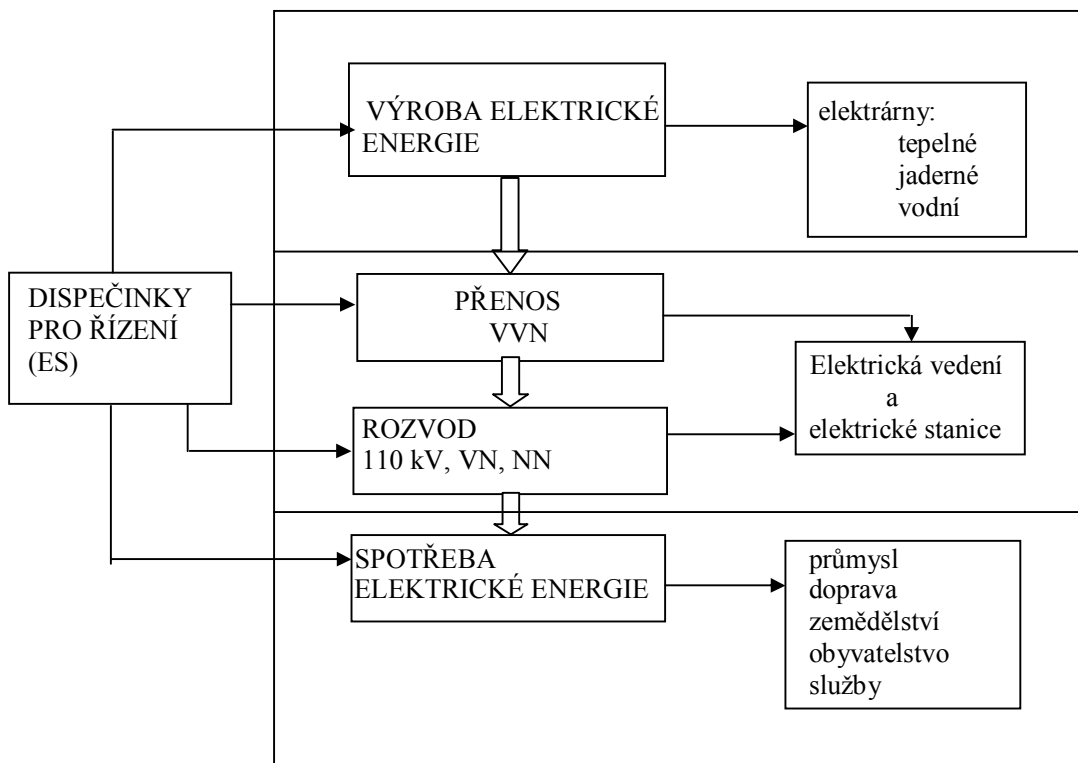 VÝROBA ELEKTRICKÉ
ENERGIE
elektrárny:
tepelné
jaderné
vodní
DISPEČINKY
PRO ŘÍZENÍ
(ES)
PŘENOS
VVN
Elektrická vedení
a
elektrické stanice
ROZVOD
110 kV, VN, NN
SPOTŘEBA
ELEKTRICKÉ ENERGIE
průmysl
doprava
zemědělství
obyvatelstvo
služby